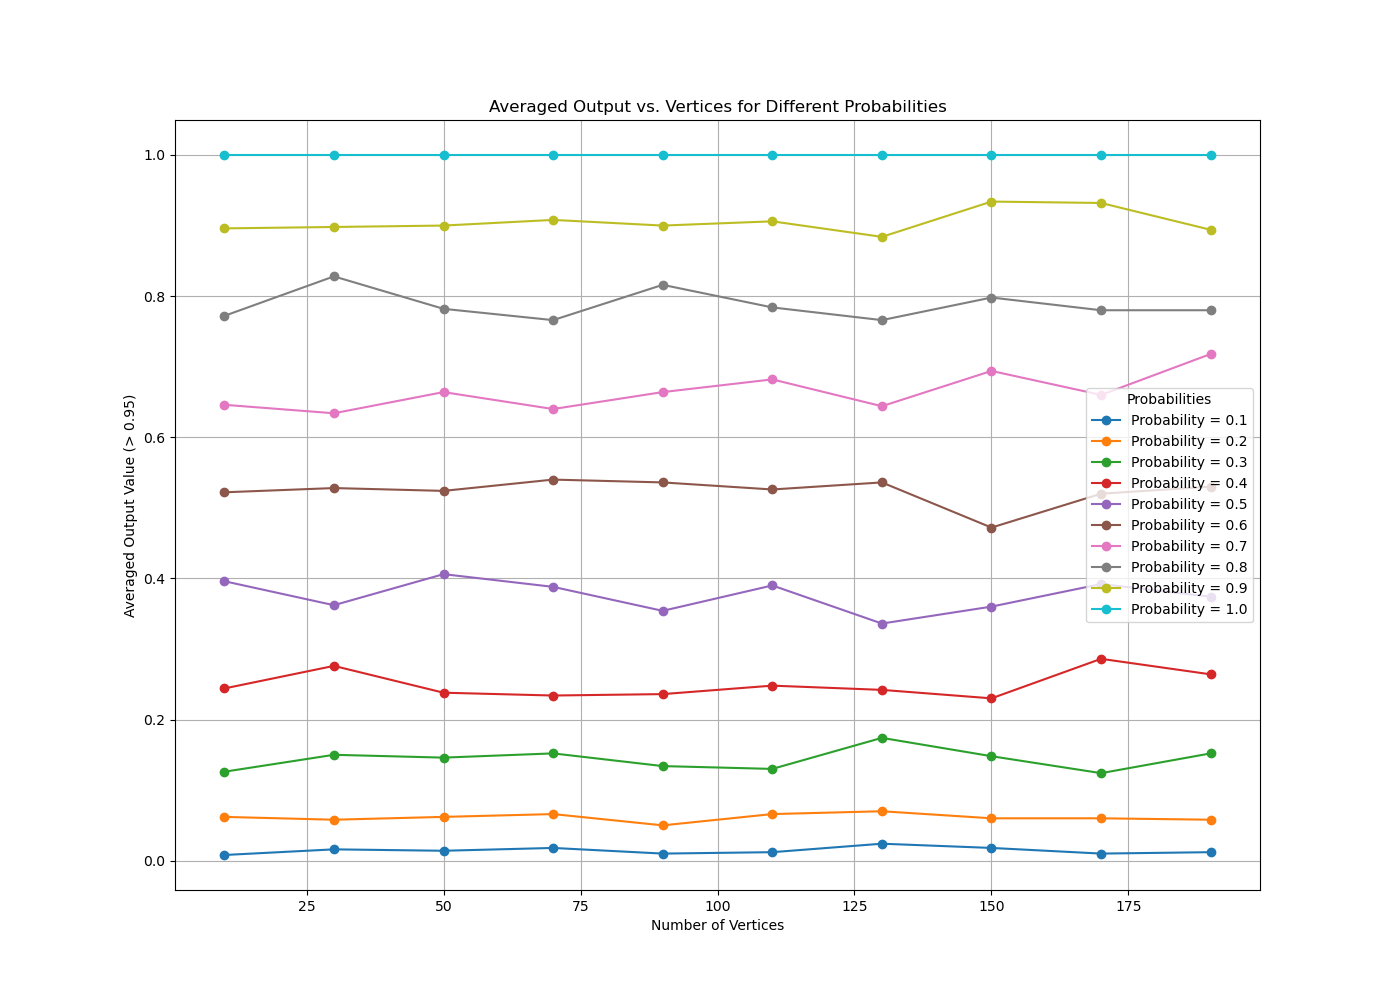 Averaged Output vs. Vertices for Different Probabilities
Averaged Output Value (> 0.95)
1.0
0.8
0.6
0.4
0.2
0.0
Probabilities
Probability = 0.1
Probability = 0.2
Probability = 0.3
Probability = 0.4
Probability = 0.5
Probability = 0.6
Probability = 0.7
Probability = 0.8
Probability = 0.9
Probability = 1.0
25 50 75 100 125 150 175
Number of Vertices